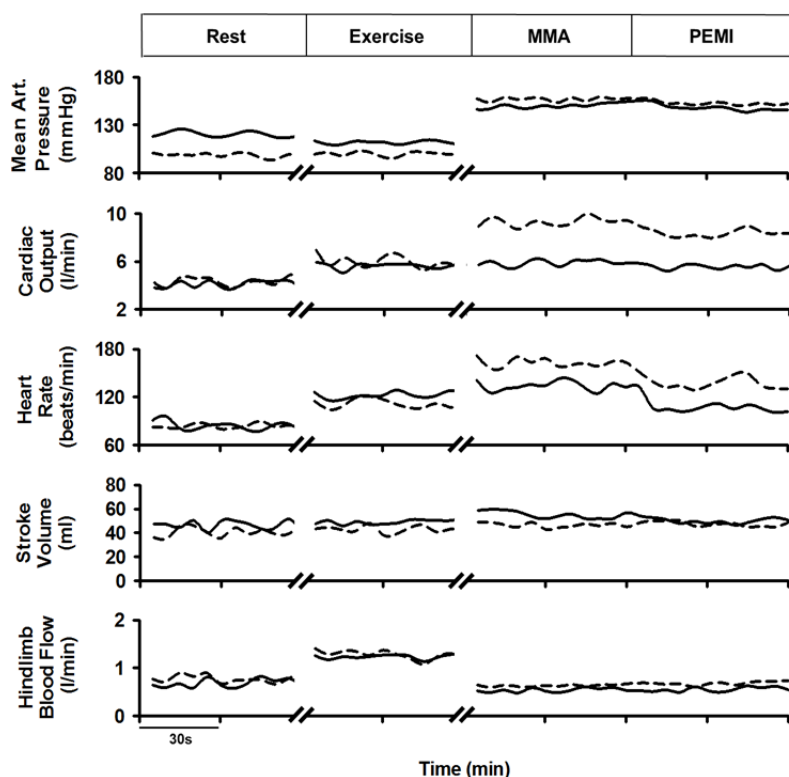 Rest Exercise MMA PEMI
Mean Art.
Pressure
(mmHg)
180
130
80
Cardiac
Output
(l/min)
10
6
2
Heart
Rate
(beats/min)
180
120
60
Stroke
Volume
(ml)
80
60
40
20
0
Hindlimb
Blood Flow
(l/min)
2
1
0
30s
Time (min)